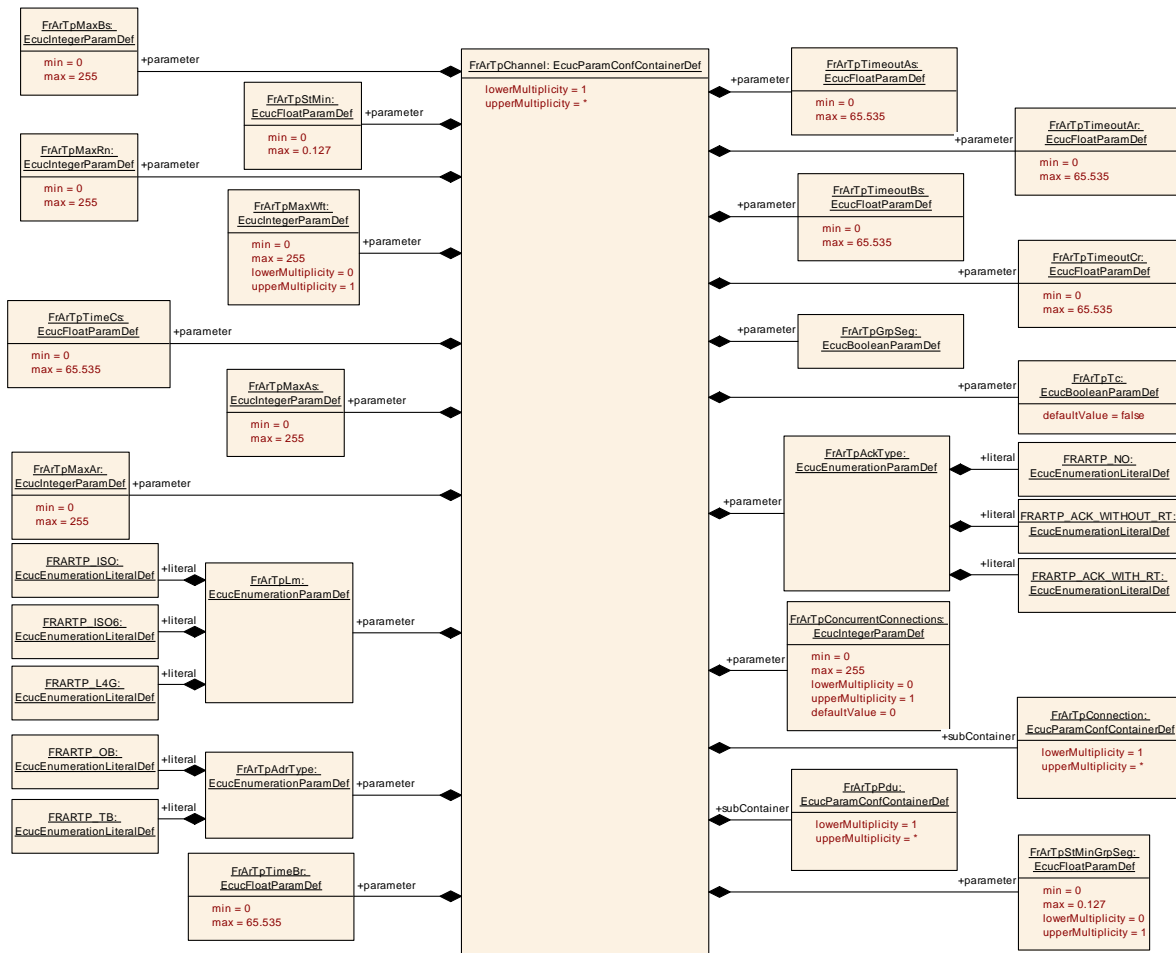 FrArTpMaxBs:
EcucIntegerParamDef
min = 0
max = 255
+parameter
FrArTpStMin:
EcucFloatParamDef
min = 0
max = 0.127
+parameter
FrArTpMaxRn:
EcucIntegerParamDef
min = 0
max = 255
+parameter
FrArTpMaxWft:
EcucIntegerParamDef
min = 0
max = 255
lowerMultiplicity = 0
upperMultiplicity = 1
+parameter
FrArTpTimeCs:
EcucFloatParamDef
min = 0
max = 65.535
+parameter
FrArTpMaxAs:
EcucIntegerParamDef
min = 0
max = 255
+parameter
FrArTpMaxAr:
EcucIntegerParamDef
min = 0
max = 255
+parameter
FRARTP_ISO:
EcucEnumerationLiteralDef
+literal
FRARTP_ISO6:
EcucEnumerationLiteralDef
+literal
FRARTP_L4G:
EcucEnumerationLiteralDef
+literal
FrArTpLm:
EcucEnumerationParamDef
+parameter
FRARTP_OB:
EcucEnumerationLiteralDef
+literal
FRARTP_TB:
EcucEnumerationLiteralDef
+literal
FrArTpAdrType:
EcucEnumerationParamDef
+parameter
FrArTpTimeBr:
EcucFloatParamDef
min = 0
max = 65.535
+parameter
FrArTpChannel: EcucParamConfContainerDef
lowerMultiplicity = 1
upperMultiplicity = *
+parameter
FrArTpTimeoutAs:
EcucFloatParamDef
min = 0
max = 65.535
+parameter
FrArTpTimeoutAr:
EcucFloatParamDef
min = 0
max = 65.535
+parameter
FrArTpTimeoutBs:
EcucFloatParamDef
min = 0
max = 65.535
+parameter
FrArTpTimeoutCr:
EcucFloatParamDef
min = 0
max = 65.535
+parameter
FrArTpGrpSeg:
EcucBooleanParamDef
+parameter
FrArTpTc:
EcucBooleanParamDef
defaultValue = false
+parameter
FrArTpAckType:
EcucEnumerationParamDef
+literal
FRARTP_NO:
EcucEnumerationLiteralDef
+literal
FRARTP_ACK_WITHOUT_RT:
EcucEnumerationLiteralDef
+literal
FRARTP_ACK_WITH_RT:
EcucEnumerationLiteralDef
+parameter
FrArTpConcurrentConnections:
EcucIntegerParamDef
min = 0
max = 255
lowerMultiplicity = 0
upperMultiplicity = 1
defaultValue = 0
+subContainer
FrArTpConnection:
EcucParamConfContainerDef
lowerMultiplicity = 1
upperMultiplicity = *
+subContainer
FrArTpPdu:
EcucParamConfContainerDef
lowerMultiplicity = 1
upperMultiplicity = *
+parameter
FrArTpStMinGrpSeg:
EcucFloatParamDef
min = 0
max = 0.127
lowerMultiplicity = 0
upperMultiplicity = 1